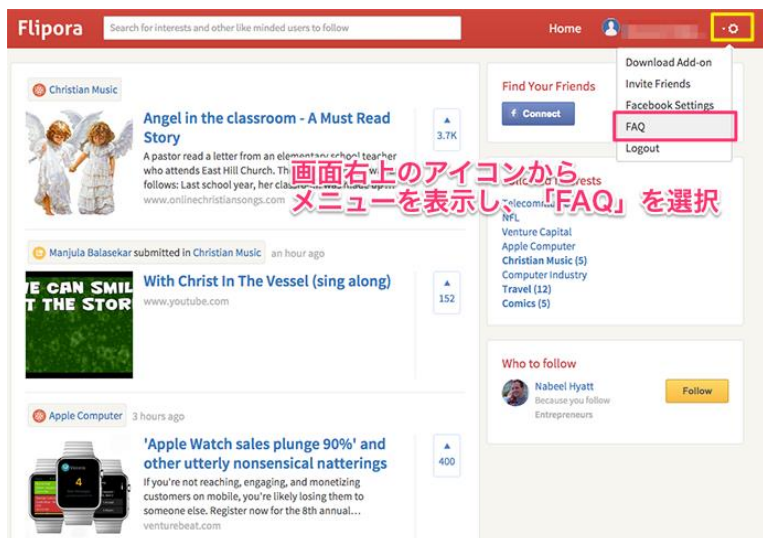 Flipora
Search for interests and other like minded users to follow
Home
Download Add-on
Invite Friends
Facebook Settings
FAQ
Logout
Christian Music
Angel in the classroom - A Must Read
Story
A pastor read a letter from an elementary school teacher
who attends East Hill Church. Th
follows: Last school year, her
www.onlinechristiansongs.com
3.7K
画面右上のアイコンから
メニューを表示し、「FAQ」を選択
Manjula Balasekar submitted in Christian Music an hour ago
WE CAN SMIL
T THE STOR
With Christ In The Vessel (sing along)
www.youtube.com
152
Apple Computer 3 hours ago
'Apple Watch sales plunge 90%' and
other utterly nonsensical natterings
If you're not reaching, engaging, and monetizing
customers on mobile, you're likely losing them to
someone else. Register now for the 8th annual...
venturebeat.com
400
Find Your Friends
f Connect
Interests
NFL
Venture Capital
Apple Computer
Christian Music (5)
Computer Industry
Travel (12)
Comics (5)
Who to follow
Nabeel Hyatt
Because you follow
Entrepreneurs
Follow